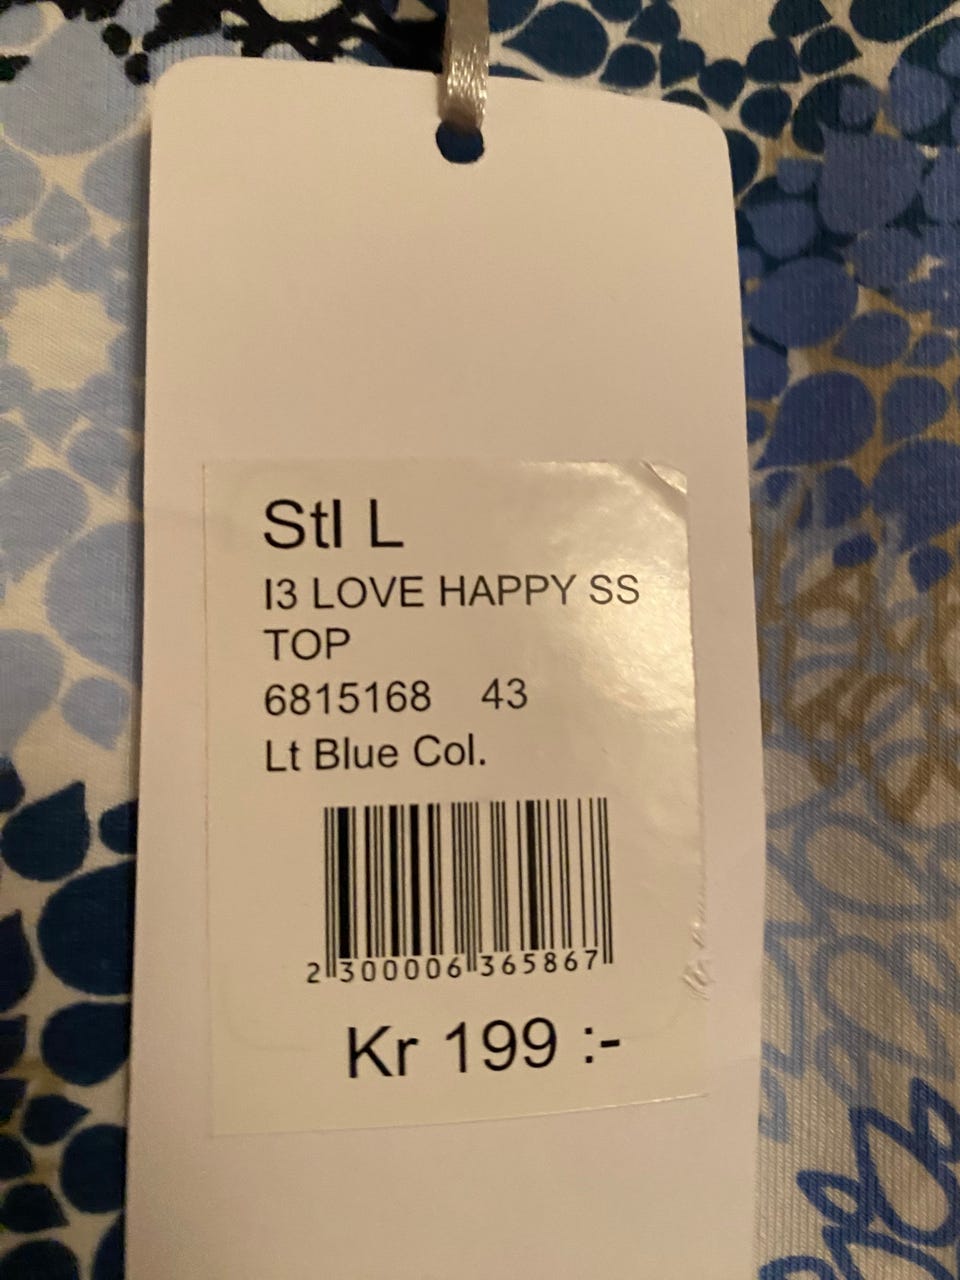 Stl L
I3 LOVE HAPPY SS
TOP
6815168 43
Lt Blue Col.
2 300006 365867
Kr 199 :-